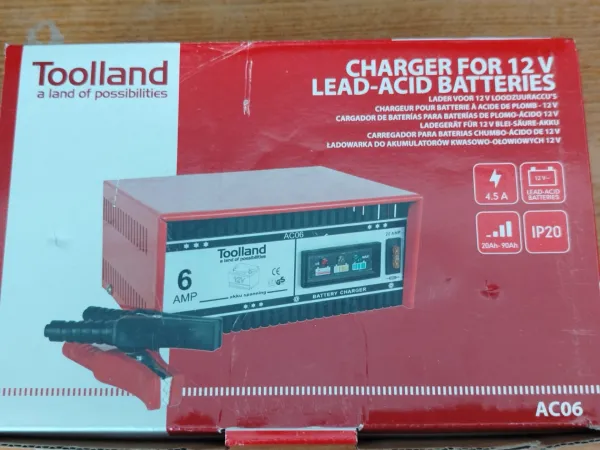 Toolland
a land of possibilities
CHARGER FOR 12 V
LEAD-ACID BATTERIES
LADER VOOR 12 V LOODZUURACCU'S
CHARGEUR POUR BATTERIE À ACIDE DE PLOMB - 12 V
CARGADOR DE BATERÍAS PARA BATERÍAS DE PLOMO-ÁCIDO 12 V
LADEGERÄT FÜR 12 V BLEI-SÄURE-AKKU
CARREGADOR PARA BATERIAS CHUMBO-ÁCIDO DE 12 V
ŁADOWARKA DO AKUMULATORÓW KWASOWO-OŁOWIOWYCH 12 V
4.5 A
12 V
LEAD-ACID
BATTERIES
20Ah- 90Ah
IP20
AC06
Toolland
a land of possibilities
6
AMP
CE
GS
BATTERY CHARGER
AC06